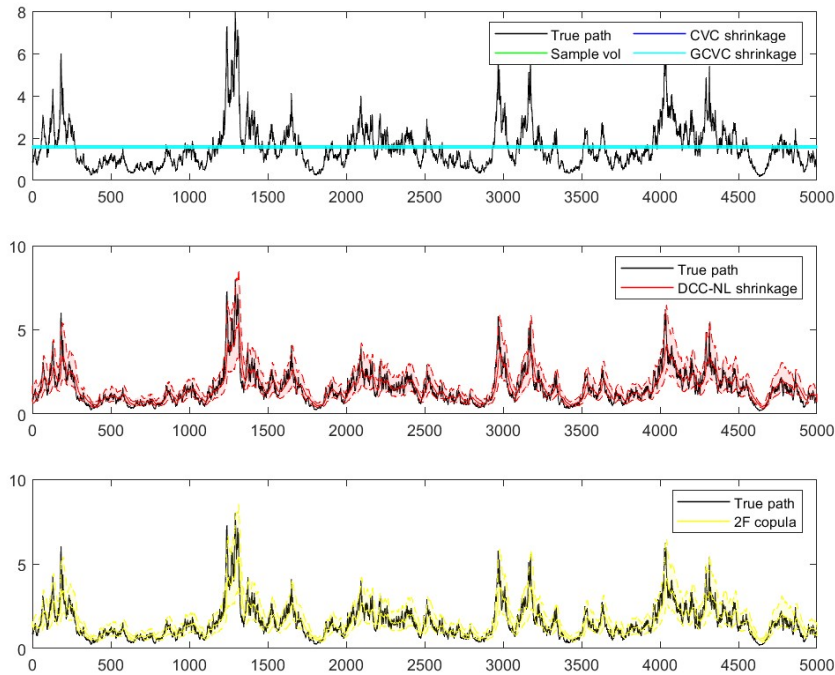 8
True path CVC shrinkage
Sample vol GCVC shrinkage
6
4
2
0
0 500 1000 1500 2000 2500 3000 3500 4000 4500 5000
10
True path
DCC-NL shrinkage
5
0
0 500 1000 1500 2000 2500 3000 3500 4000 4500 5000
10
True path
2F copula
5
0
0 500 1000 1500 2000 2500 3000 3500 4000 4500 5000